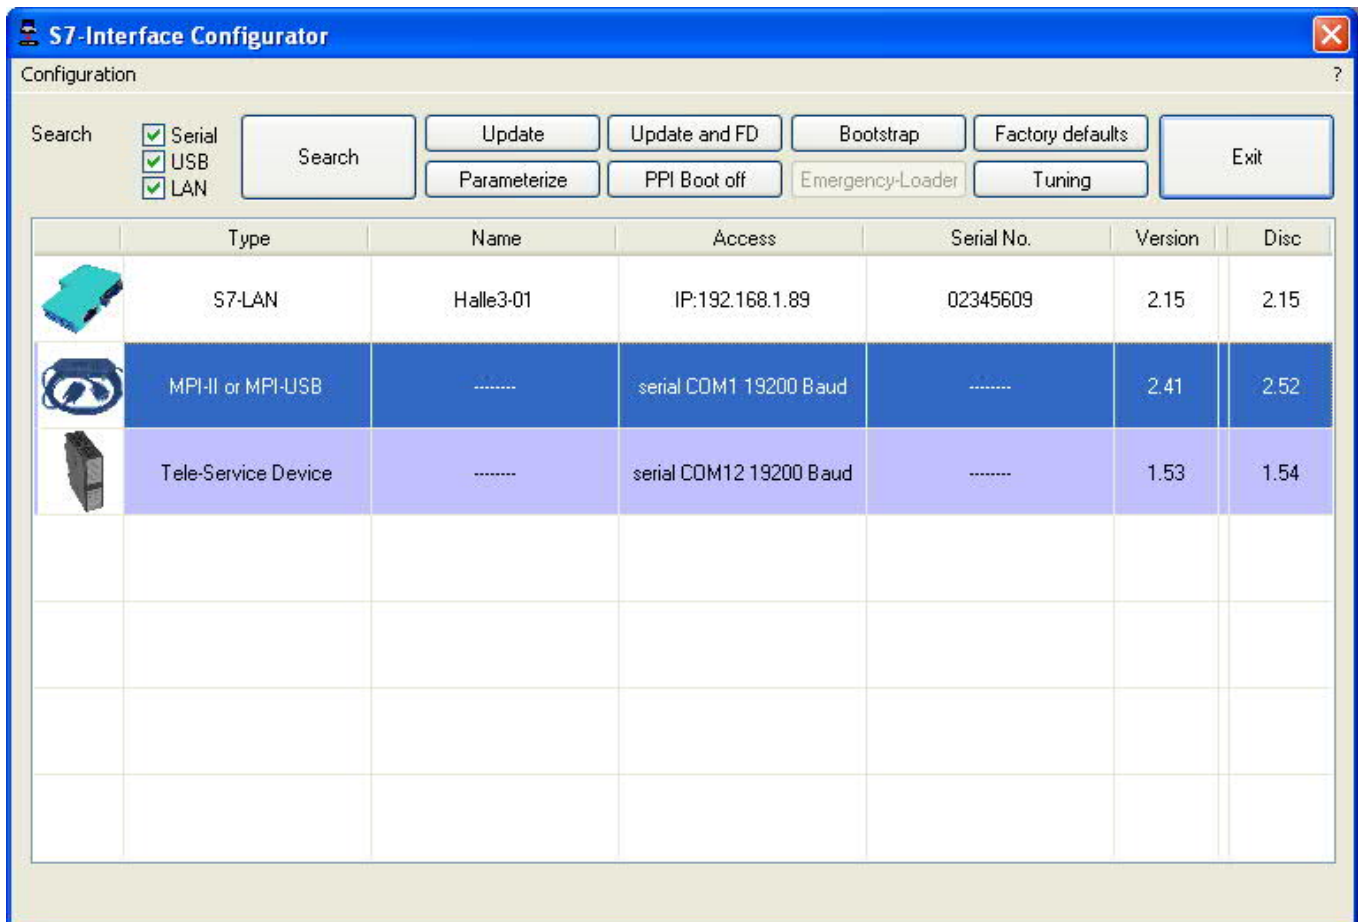 S7-Interface Configurator
Configuration ?
Search Serial USB LAN Search Update Update and FD Bootstrap Factory defaults Exit
Parameterize PPI Boot off Emergency-Loader Tuning
Type Name Access Serial No. Version Disc
S7-LAN Halle3-01 IP:192.168.1.89 02345609 2.15 2.15
MPI-II or MPI-USB -------- serial COM1 19200 Baud -------- 2.41 2.52
Tele-Service Device -------- serial COM12 19200 Baud -------- 1.53 1.54